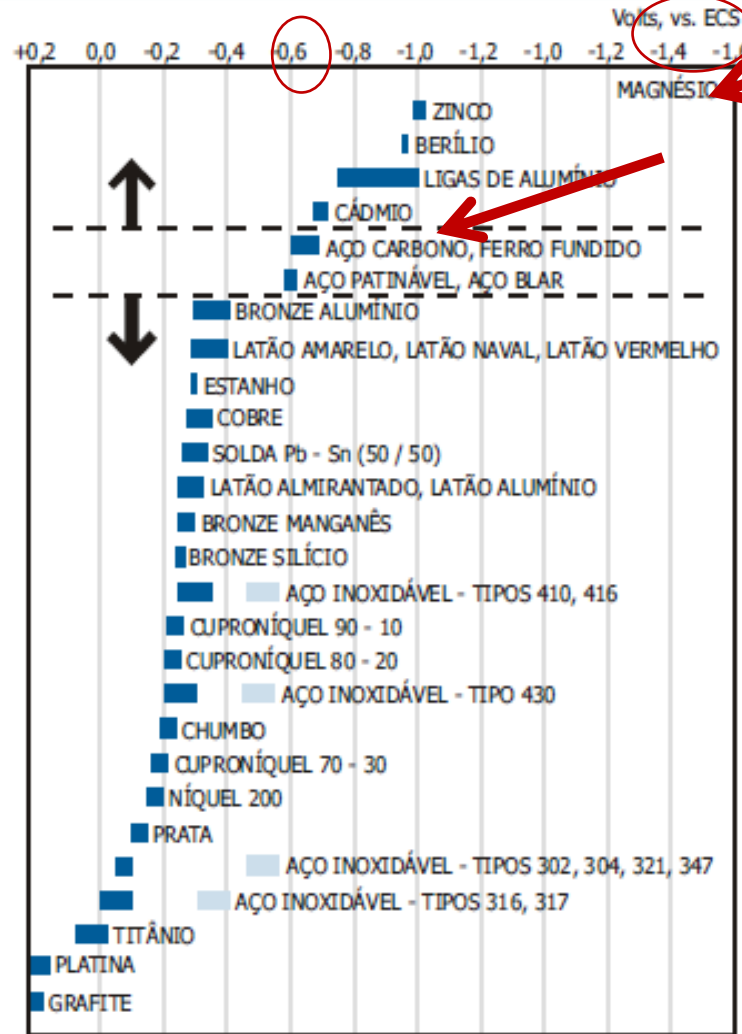 Volts, vs. ECS
+0,2 0,0 -0,2 -0,4 -0,6 -0,8 -1,0 -1,2 -1,0 -1,4
MAGNÉSIO
ZINCO
BERÍLIO
LIGAS DE ALUMÍNIO
CÁDMIO
AÇO CARBONO, FERRO FUNDIDO
AÇO PATINÁVEL, AÇO BLAR
BRONZE ALUMÍNIO
LATÃO AMARELO, LATÃO NAVAL, LATÃO VERMELHO
ESTANHO
COBRE
SOLDA Pb - Sn (50 / 50)
LATÃO ALMIRANTADO, LATÃO ALUMÍNIO
BRONZE MANGANÊS
BRONZE SILÍCIO
AÇO INOXIDÁVEL - TIPOS 410, 416
CUPRONÍQUEL 90 - 10
CUPRONÍQUEL 80 - 20
AÇO INOXIDÁVEL - TIPO 430
CHUMBO
CUPRONÍQUEL 70 - 30
NÍQUEL 200
PRATA
AÇO INOXIDÁVEL - TIPOS 302, 304, 321, 347
AÇO INOXIDÁVEL - TIPOS 316, 317
TITÂNIO
PLATINA
GRAFITE